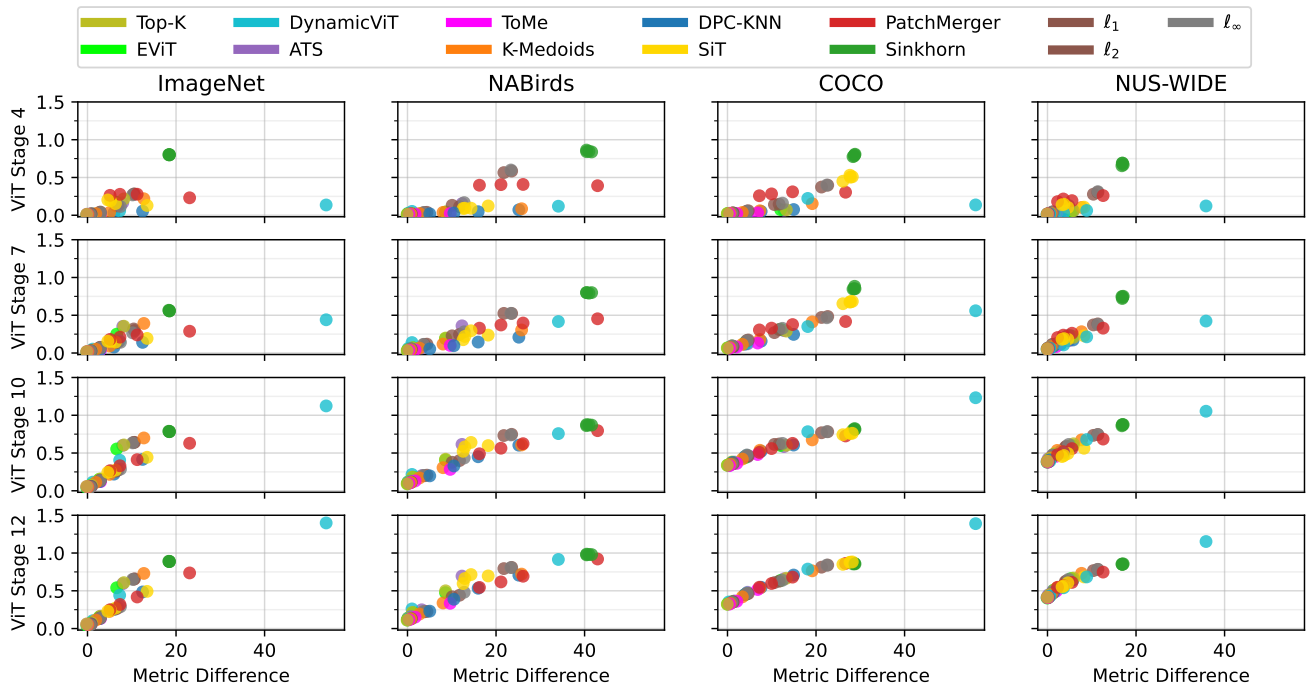 Top-K DynamicViT ToMe DPC-KNN PatchMerger ℓ₁ ℓ∞
EViT ATS K-Medoids SiT Sinkhorn ℓ₂
ImageNet NABirds COCO NUS-WIDE
ViT Stage 4
1.5
1.0
0.5
0.0
ViT Stage 7
1.5
1.0
0.5
0.0
ViT Stage 10
1.5
1.0
0.5
0.0
ViT Stage 12
1.5
1.0
0.5
0.0
0 20 40 0 20 40 0 20 40 0 20 40
Metric Difference Metric Difference Metric Difference Metric Difference